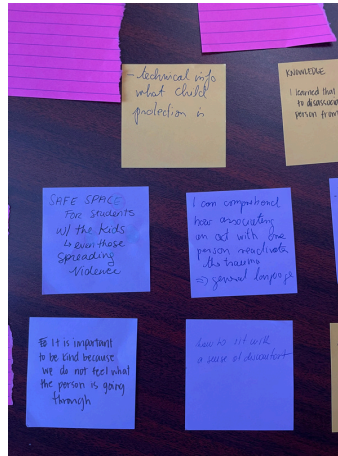 - technical info
what child
protection is
KNOWLEDGE
I learned that
to disassociate
person from
SAFE SPACE
For students
w/ the kids
↳ even those
spreading
Violence
I can comprehend
how associating
an act with one
person reactivate
the trauma
=> general language
It is important
to be kind because
we do not feel what
the person is going
through
how to sit with
a sense of discomfort